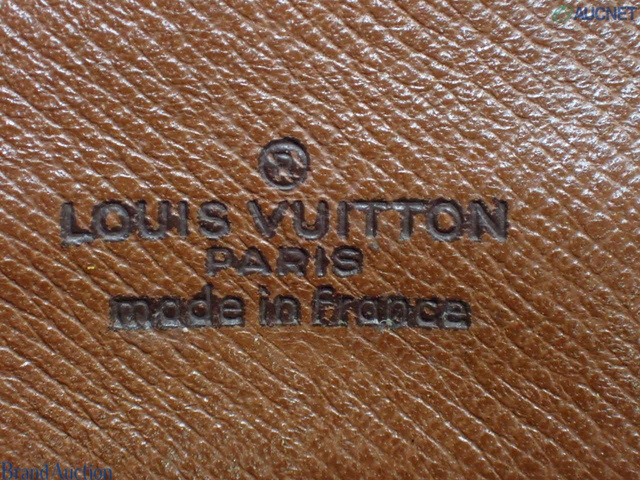 AUCNET
®
LOUIS VUITTON
PARIS
made in France
Brand Auction